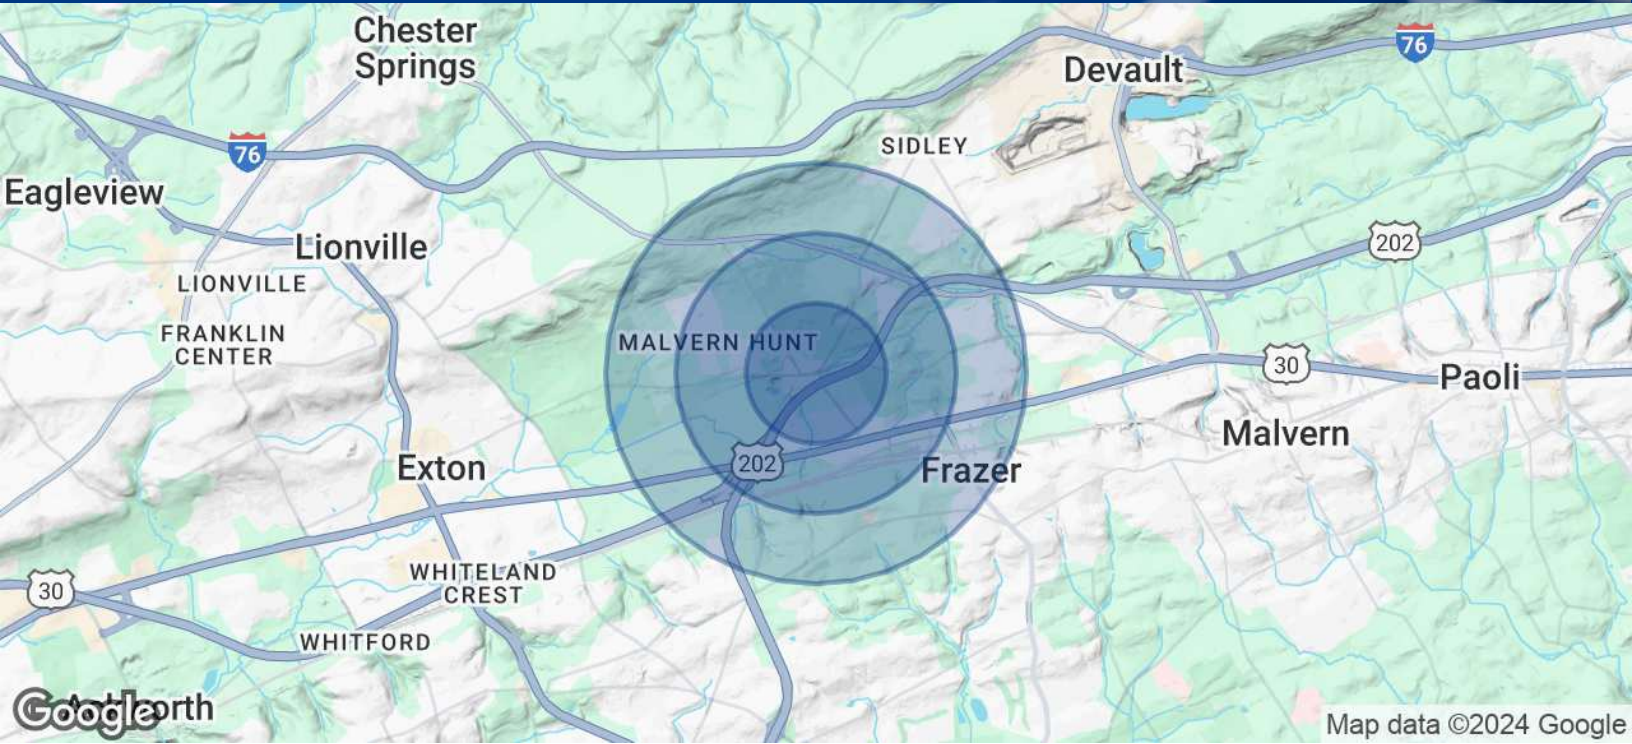 Chester
Springs
76
Devault
76
SIDLEY
Eagleview
Lionville
202
LIONVILLE
FRANKLIN
CENTER
MALVERN HUNT
30
Paoli
Malvern
Exton
202
Frazer
WHITELAND
CREST
30
WHITFORD
Google
Map data ©2024 Google